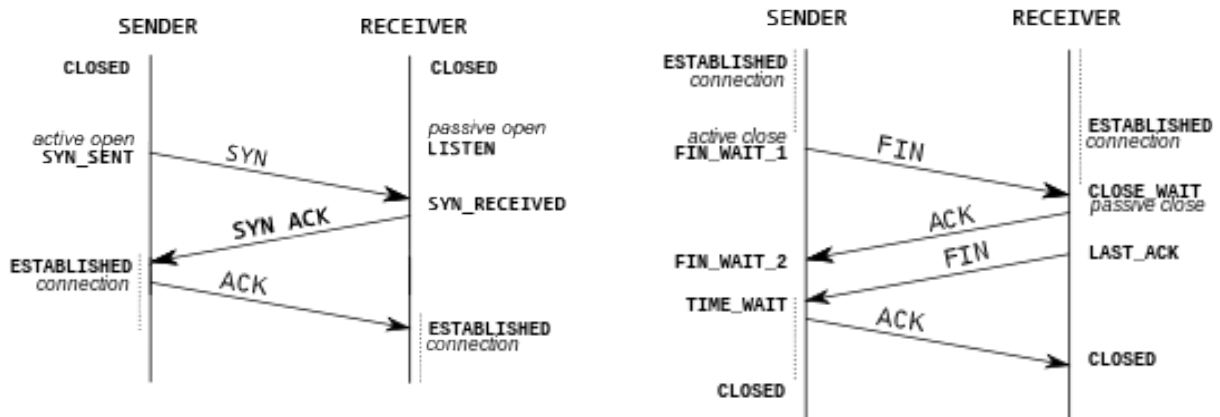 SENDER
RECEIVER
CLOSED
CLOSED
active open
SYN_SENT
SYN
passive open
LISTEN
SYN_RECEIVED
SYN ACK
ESTABLISHED
connection
ACK
ESTABLISHED
connection
SENDER
RECEIVER
ESTABLISHED
connection
active close
FIN_WAIT_1
FIN
ESTABLISHED
connection
CLOSE_WAIT
passive close
ACK
FIN_WAIT_2
FIN
LAST_ACK
TIME_WAIT
ACK
CLOSED
CLOSED